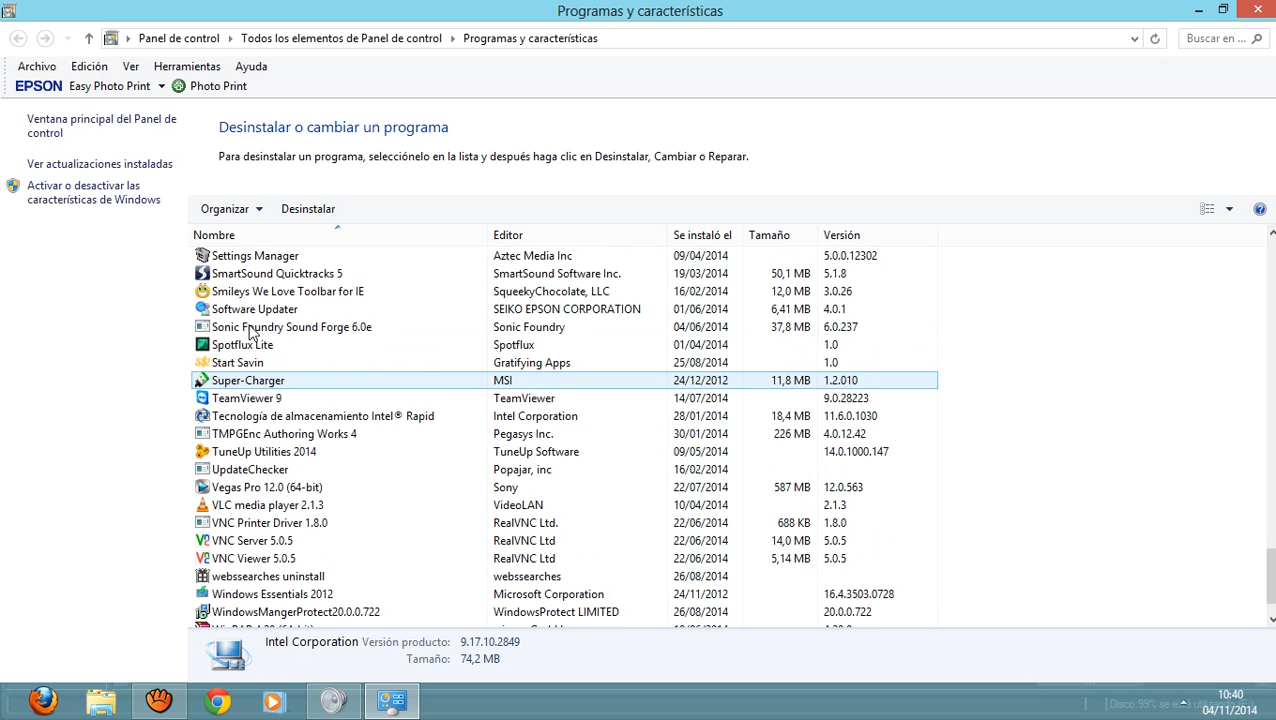 Programas y características
Panel de control Todos los elementos de Panel de control Programas y características Buscar en ...
Archivo Edición Ver Herramientas Ayuda
EPSON Easy Photo Print Photo Print
Ventana principal del Panel de control
Ver actualizaciones instaladas
Activar o desactivar las características de Windows
Desinstalar o cambiar un programa
Para desinstalar un programa, selecciónelo en la lista y después haga clic en Desinstalar, Cambiar o Reparar.
Organizar Desinstalar
Nombre Editor Se instaló el Tamaño Versión
Settings Manager Aztec Media Inc 09/04/2014 5.0.0.12302
SmartSound Quicktracks 5 SmartSound Software Inc. 19/03/2014 50,1 MB 5.1.8
Smileys We Love Toolbar for IE SqueekyChocolate, LLC 16/02/2014 12,0 MB 3.0.26
Software Updater SEIKO EPSON CORPORATION 01/06/2014 6,41 MB 4.0.1
Sonic Foundry Sound Forge 6.0e Sonic Foundry 04/06/2014 37,8 MB 6.0.237
Spotflux Lite Spotflux 01/04/2014 1.0
Start Savin Gratifying Apps 25/08/2014 1.0
Super-Charger MSI 24/12/2012 11,8 MB 1.2.010
TeamViewer 9 TeamViewer 14/07/2014 9.0.28223
Tecnología de almacenamiento Intel® Rapid Intel Corporation 28/01/2014 18,4 MB 11.6.0.1030
TMPGEnc Authoring Works 4 Pegasys Inc. 30/01/2014 226 MB 4.0.12.42
TuneUp Utilities 2014 TuneUp Software 09/05/2014 14.0.1000.147
UpdateChecker Popajar, inc 16/02/2014
Vegas Pro 12.0 (64-bit) Sony 22/07/2014 587 MB 12.0.563
VLC media player 2.1.3 VideoLAN 10/04/2014 2.1.3
VNC Printer Driver 1.8.0 RealVNC Ltd. 22/06/2014 688 KB 1.8.0
VNC Server 5.0.5 RealVNC Ltd 22/06/2014 14,0 MB 5.0.5
VNC Viewer 5.0.5 RealVNC Ltd 22/06/2014 5,14 MB 5.0.5
webssearches uninstall webssearches 26/08/2014
Windows Essentials 2012 Microsoft Corporation 24/11/2012 16.4.3503.0728
WindowsMangerProtect20.0.0.722 WindowsProtect LIMITED 26/08/2014 20.0.0.722
Intel Corporation Versión producto: 9.17.10.2849
Tamaño: 74,2 MB
10:40
04/11/2014